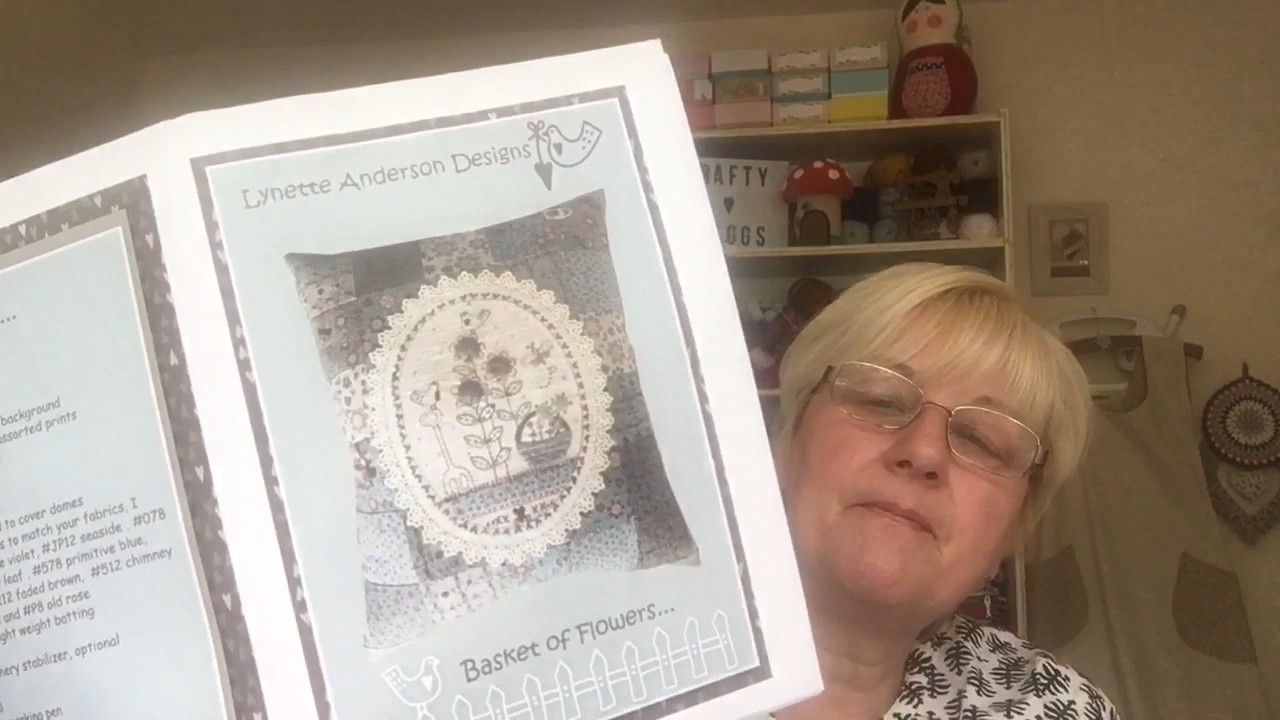 ...
background
assorted prints
to cover domes
s to match your fabrics, I
violet, #JP12 seaside, #078
leaf, #578 primitive blue,
12 faded brown, #512 chimney
and #P8 old rose
ght weight batting
stabilizer, optional
pen
Lynette Anderson Designs
Basket of Flowers...
RAFTY
OGGS